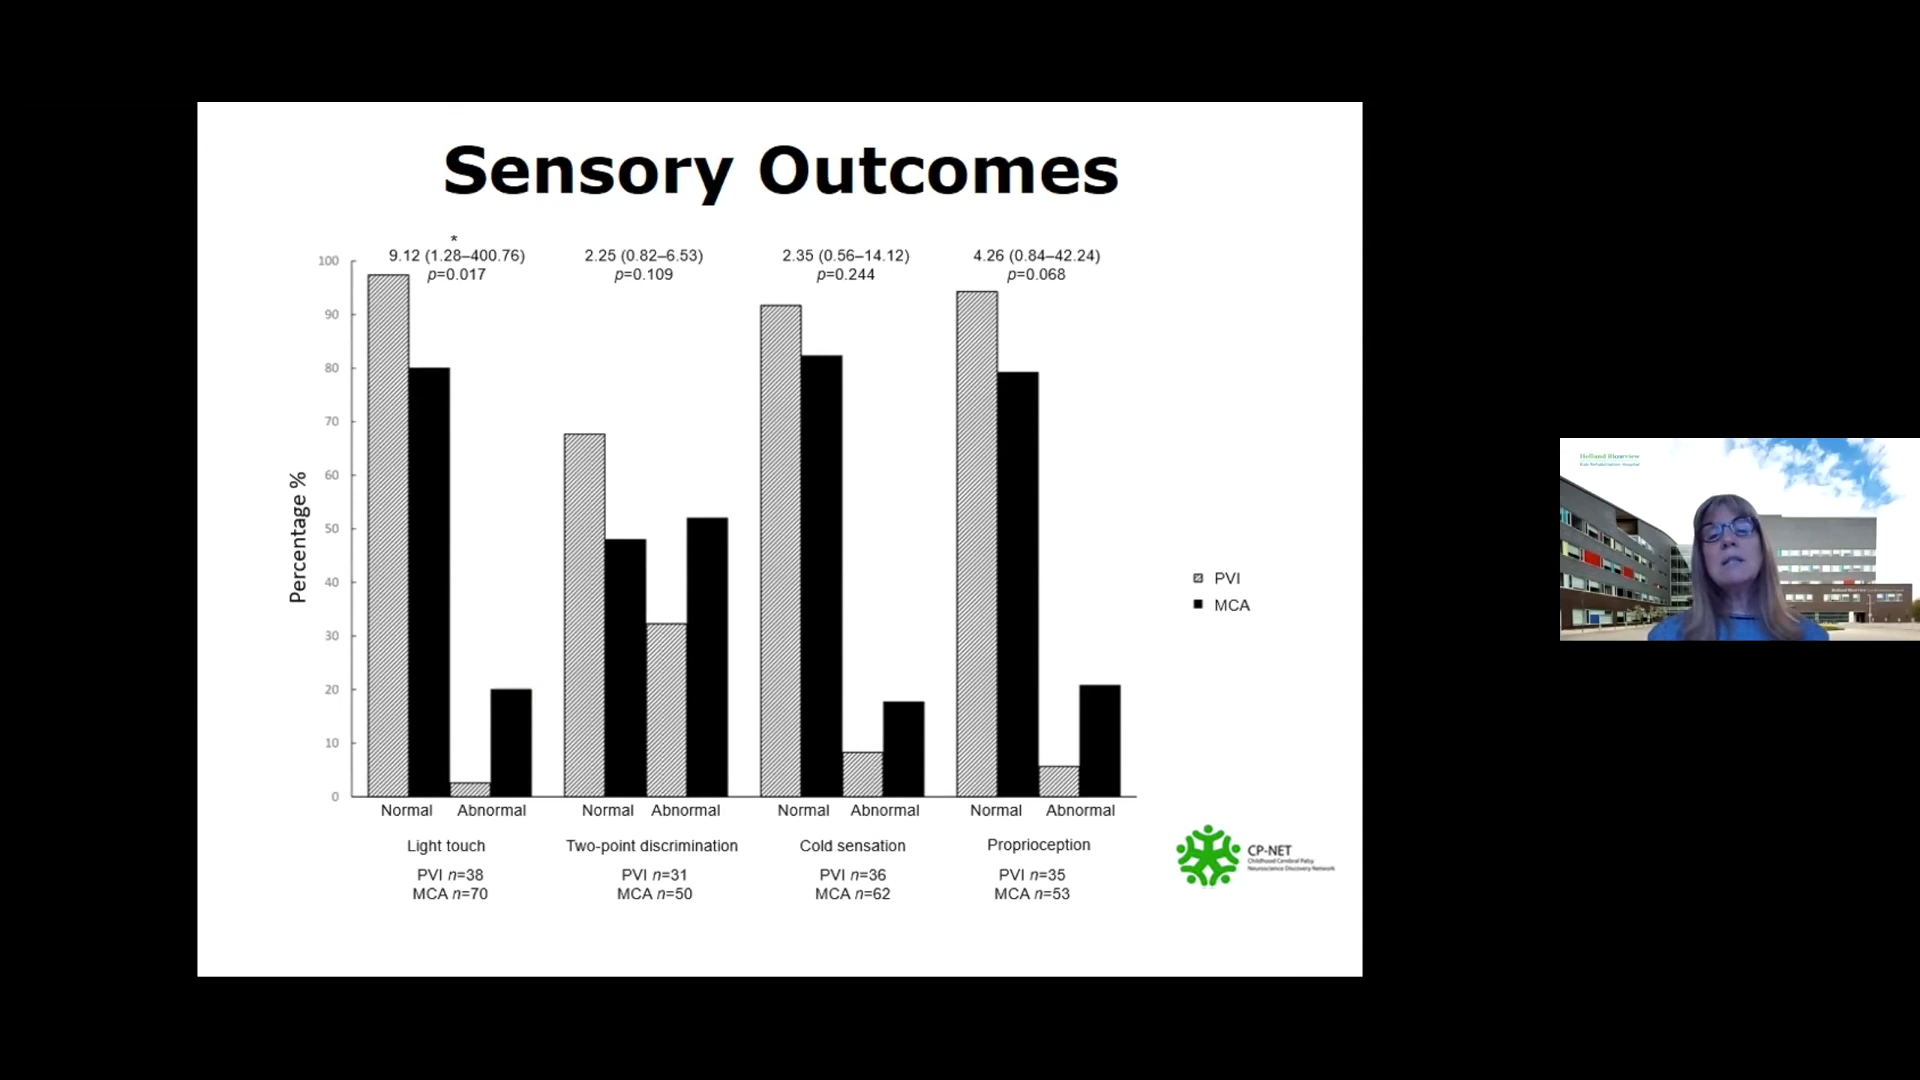 Sensory Outcomes
*
9.12 (1.28–400.76)
p=0.017
2.25 (0.82–6.53)
p=0.109
2.35 (0.56–14.12)
p=0.244
4.26 (0.84–42.24)
p=0.068
100
90
80
70
60
50
40
30
20
10
0
Percentage %
PVI
MCA
Normal Abnormal
Normal Abnormal
Normal Abnormal
Normal Abnormal
Light touch
PVI n=38
MCA n=70
Two-point discrimination
PVI n=31
MCA n=50
Cold sensation
PVI n=36
MCA n=62
Proprioception
PVI n=35
MCA n=53
CP-NET
Childhood Cerebral Palsy
Neuroscience Discovery Network
Holland Bloorview
Kids Rehabilitation Hospital